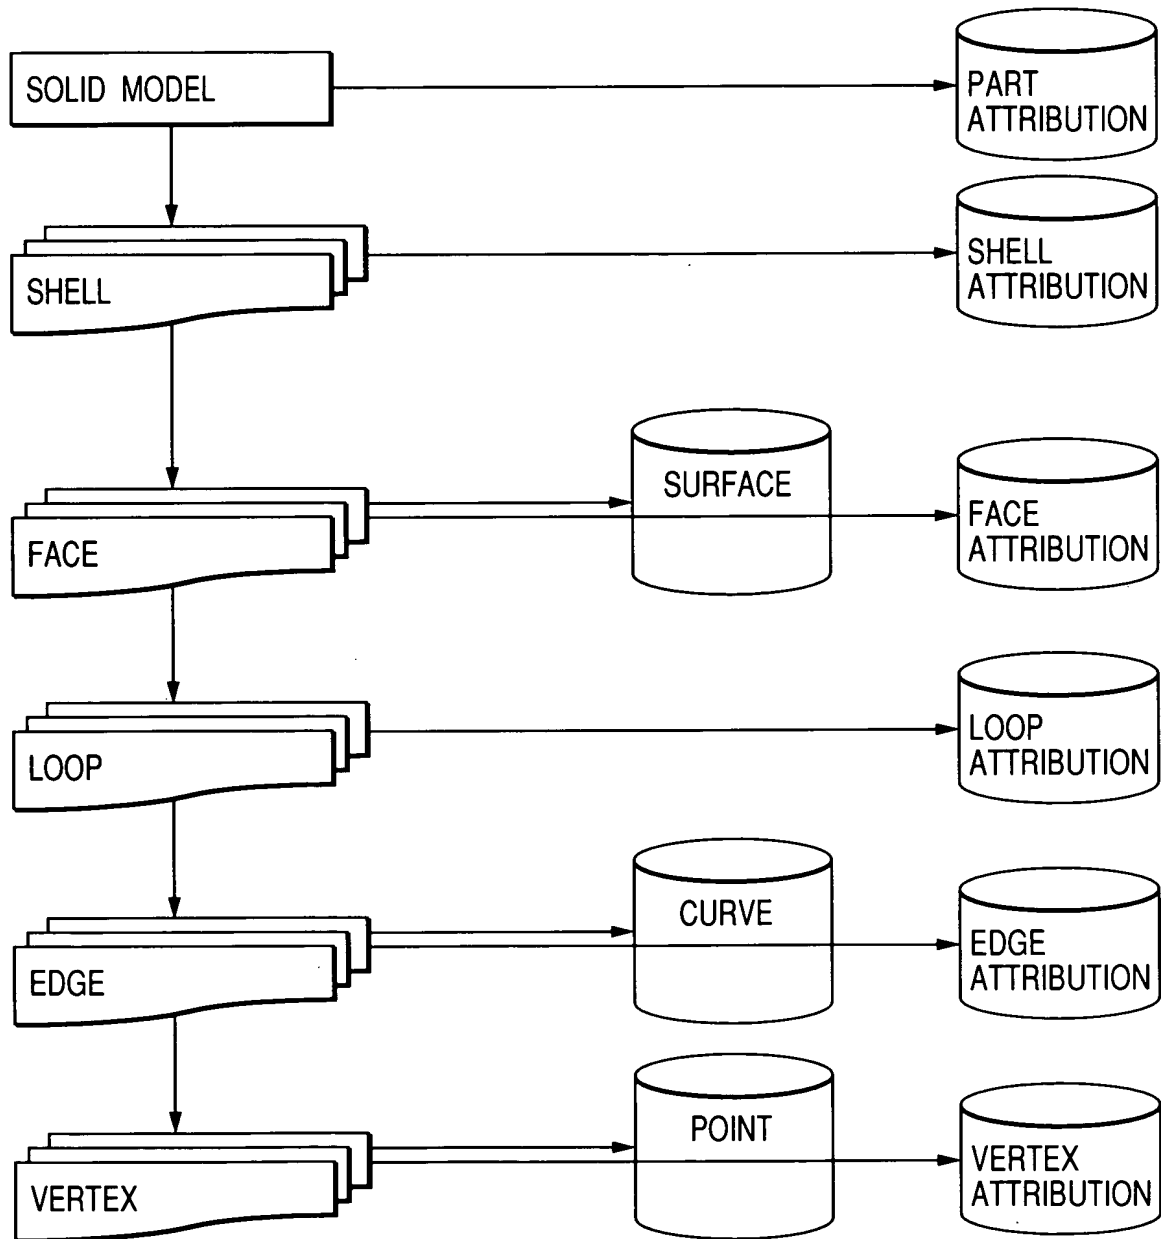 SOLID MODEL
PART
ATTRIBUTION
SHELL
SHELL
ATTRIBUTION
FACE
SURFACE
FACE
ATTRIBUTION
LOOP
LOOP
ATTRIBUTION
EDGE
CURVE
EDGE
ATTRIBUTION
VERTEX
POINT
VERTEX
ATTRIBUTION